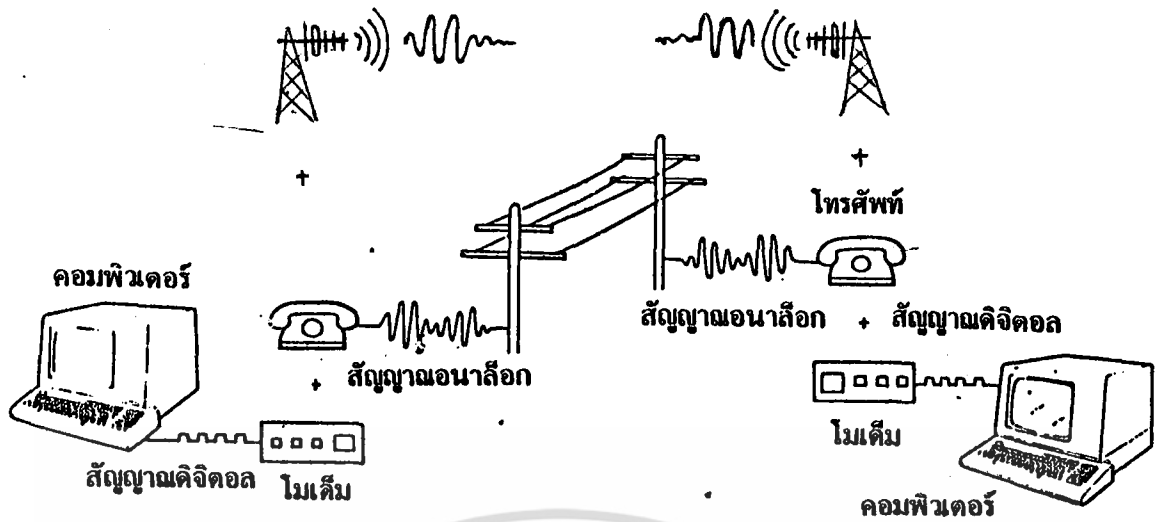 โทรศัพท์
คอมพิวเตอร์
สัญญาณอนาล็อก + สัญญาณดิจิตอล
+ สัญญาณอนาล็อก
โมเด็ม
สัญญาณดิจิตอล โมเด็ม
คอมพิวเตอร์